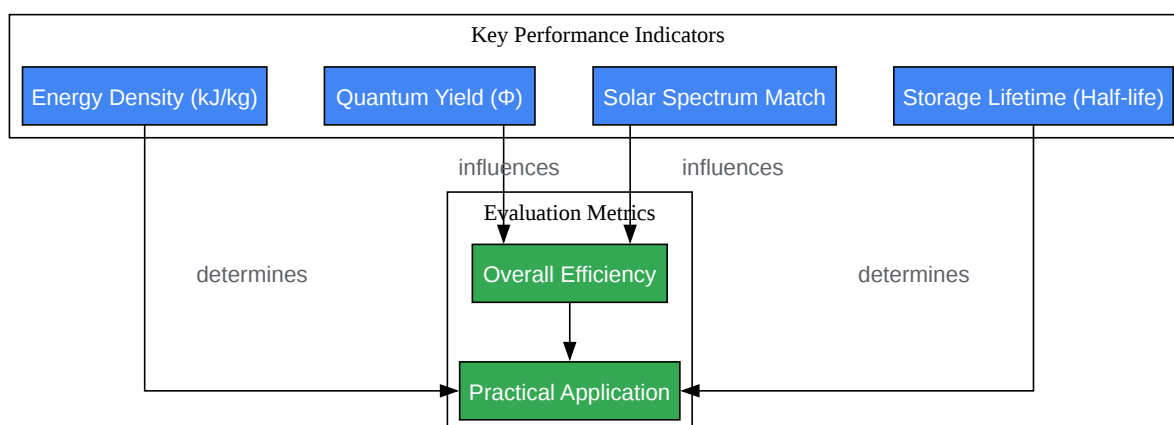 Key Performance Indicators
Energy Density (kJ/kg)
Quantum Yield (Φ)
Solar Spectrum Match
Storage Lifetime (Half-life)
influences
influences
Evaluation Metrics
Overall Efficiency
determines
determines
Practical Application